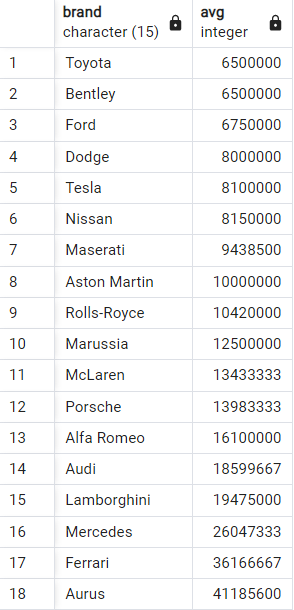 brand avg
character (15) integer
1 Toyota 6500000
2 Bentley 6500000
3 Ford 6750000
4 Dodge 8000000
5 Tesla 8100000
6 Nissan 8150000
7 Maserati 9438500
8 Aston Martin 10000000
9 Rolls-Royce 10420000
10 Marussia 12500000
11 McLaren 13433333
12 Porsche 13983333
13 Alfa Romeo 16100000
14 Audi 18599667
15 Lamborghini 19475000
16 Mercedes 26047333
17 Ferrari 36166667
18 Aurus 41185600